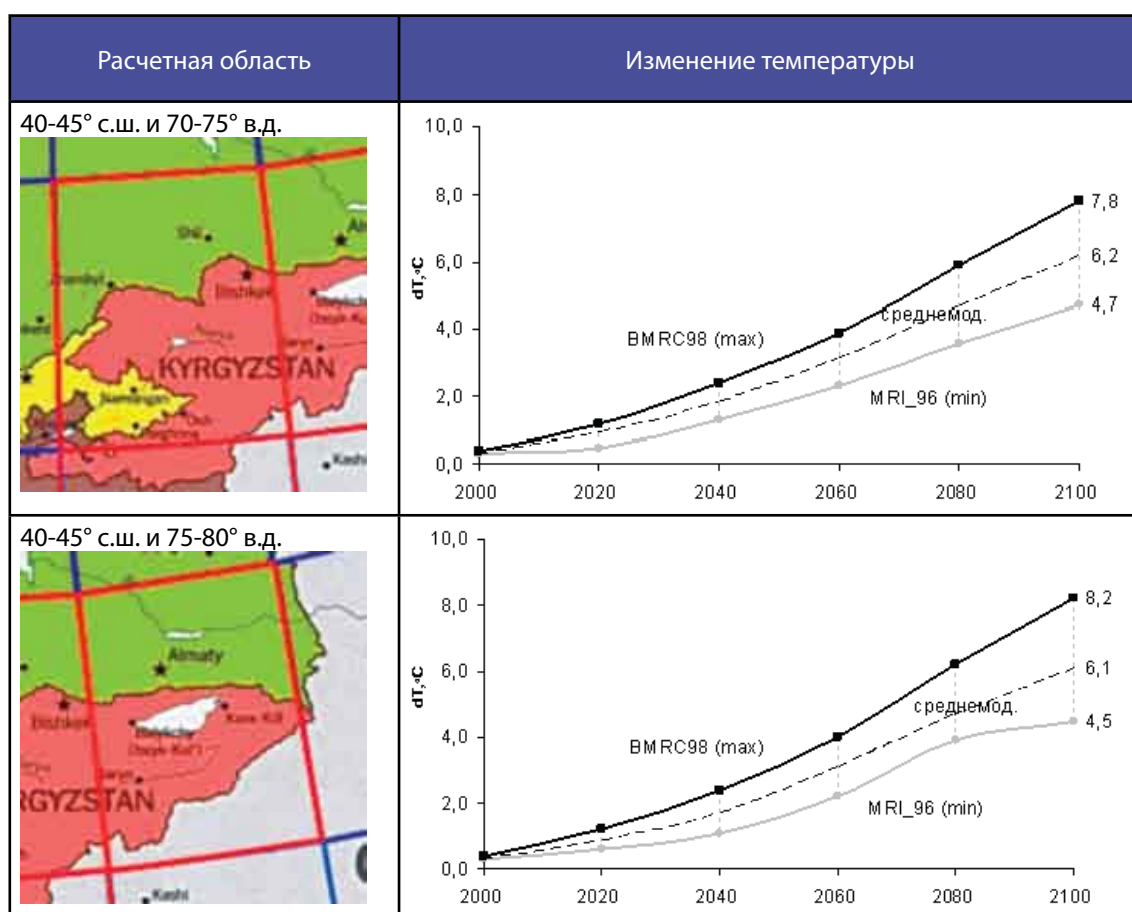 Расчетная область
Изменение температуры
40-45° с.ш. и 70-75° в.д.
Bishkek
KYRGYZSTAN
Namangan
Osh
Kashi
10,0
8,0
6,0
4,0
2,0
0,0
dT,°C
BMRC98 (max)
среднемод.
MRI_96 (min)
7,8
6,2
4,7
2000 2020 2040 2060 2080 2100
40-45° с.ш. и 75-80° в.д.
Almaty
Bishkek
RGYZSTAN
Kashi
10,0
8,0
6,0
4,0
2,0
0,0
dT,°C
BMRC98 (max)
среднемод.
MRI_96 (min)
8,2
6,1
4,5
2000 2020 2040 2060 2080 2100